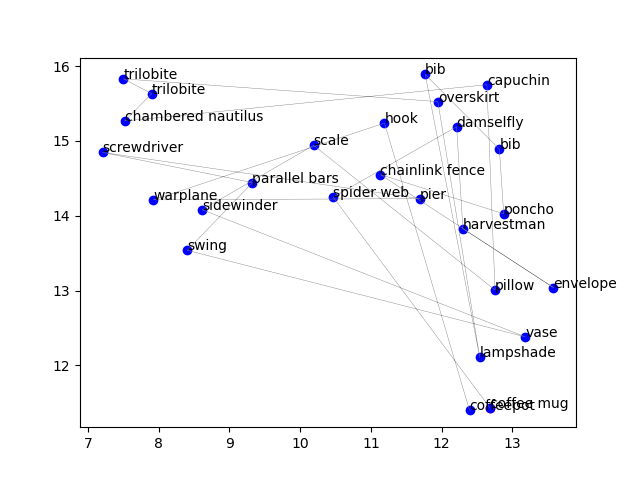 16
15
14
13
12
7
8
9
10
11
12
13
trilobite
bib
capuchin
trilobite
overskirt
chambered nautilus
hook
damselfly
screwdriver
scale
bib
parallel bars
chainlink fence
warplane
spider web
pier
sidewinder
poncho
harvestman
swing
pillow
envelope
vase
lampshade
coffeepot
coffee mug